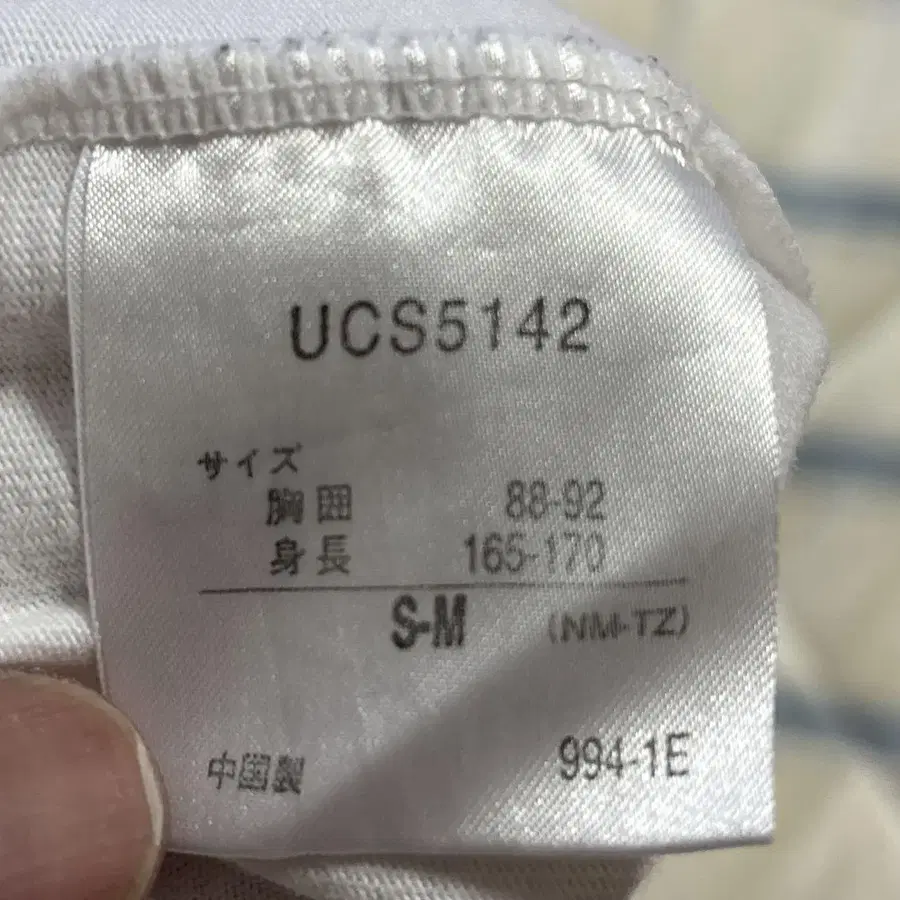 UCS5142
サイズ
胸囲 88-92
身長 165-170
S-M (NM-TZ)
中国製 994-1E